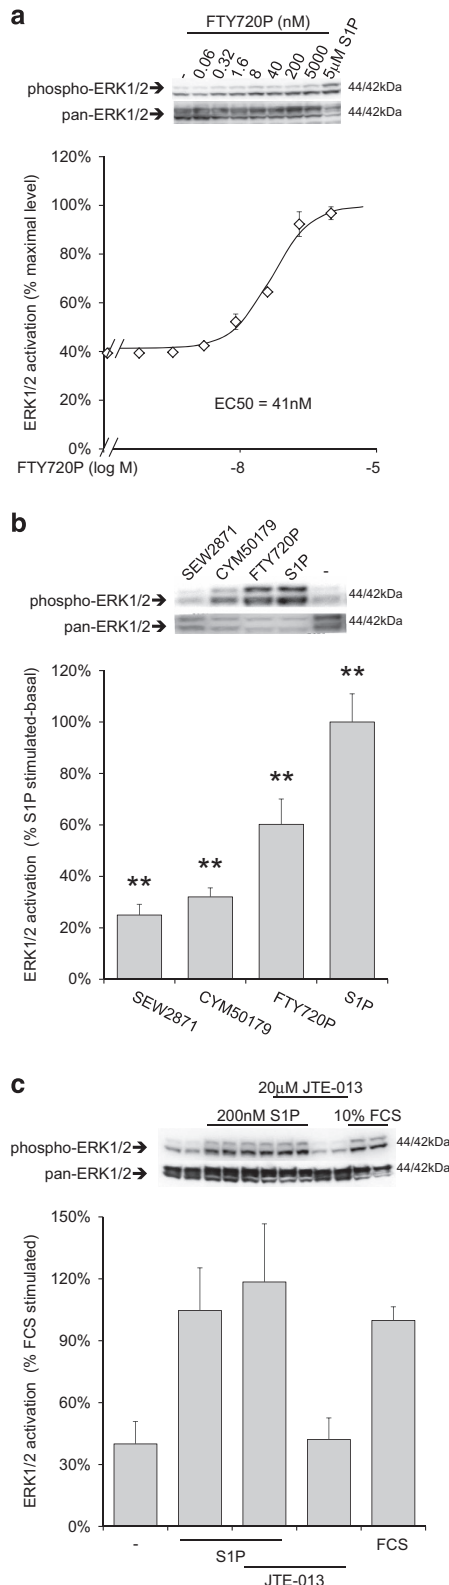 a
FTY720P (nM)
- 0.06 0.32 1.6 8 40 200 5000 5μM S1P
phospho-ERK1/2➔ 44/42kDa
pan-ERK1/2➔ 44/42kDa
ERK1/2 activation (% maximal level)
120%
100%
80%
60%
40%
20%
EC50 = 41nM
0%
FTY720P (log M) -8 -5
b
SEW2871 CYM50179 FTY720P S1P -
phospho-ERK1/2➔ 44/42kDa
pan-ERK1/2➔ 44/42kDa
ERK1/2 activation (% S1P stimulated-basal)
120%
**
100%
80%
**
60%
40%
** **
20%
0%
SEW2871 CYM50179 FTY720P S1P
c
20μM JTE-013
200nM S1P 10% FCS
phospho-ERK1/2➔ 44/42kDa
pan-ERK1/2➔ 44/42kDa
ERK1/2 activation (% FCS stimulated)
150%
120%
90%
60%
30%
0%
- FCS
S1P
JTE-013